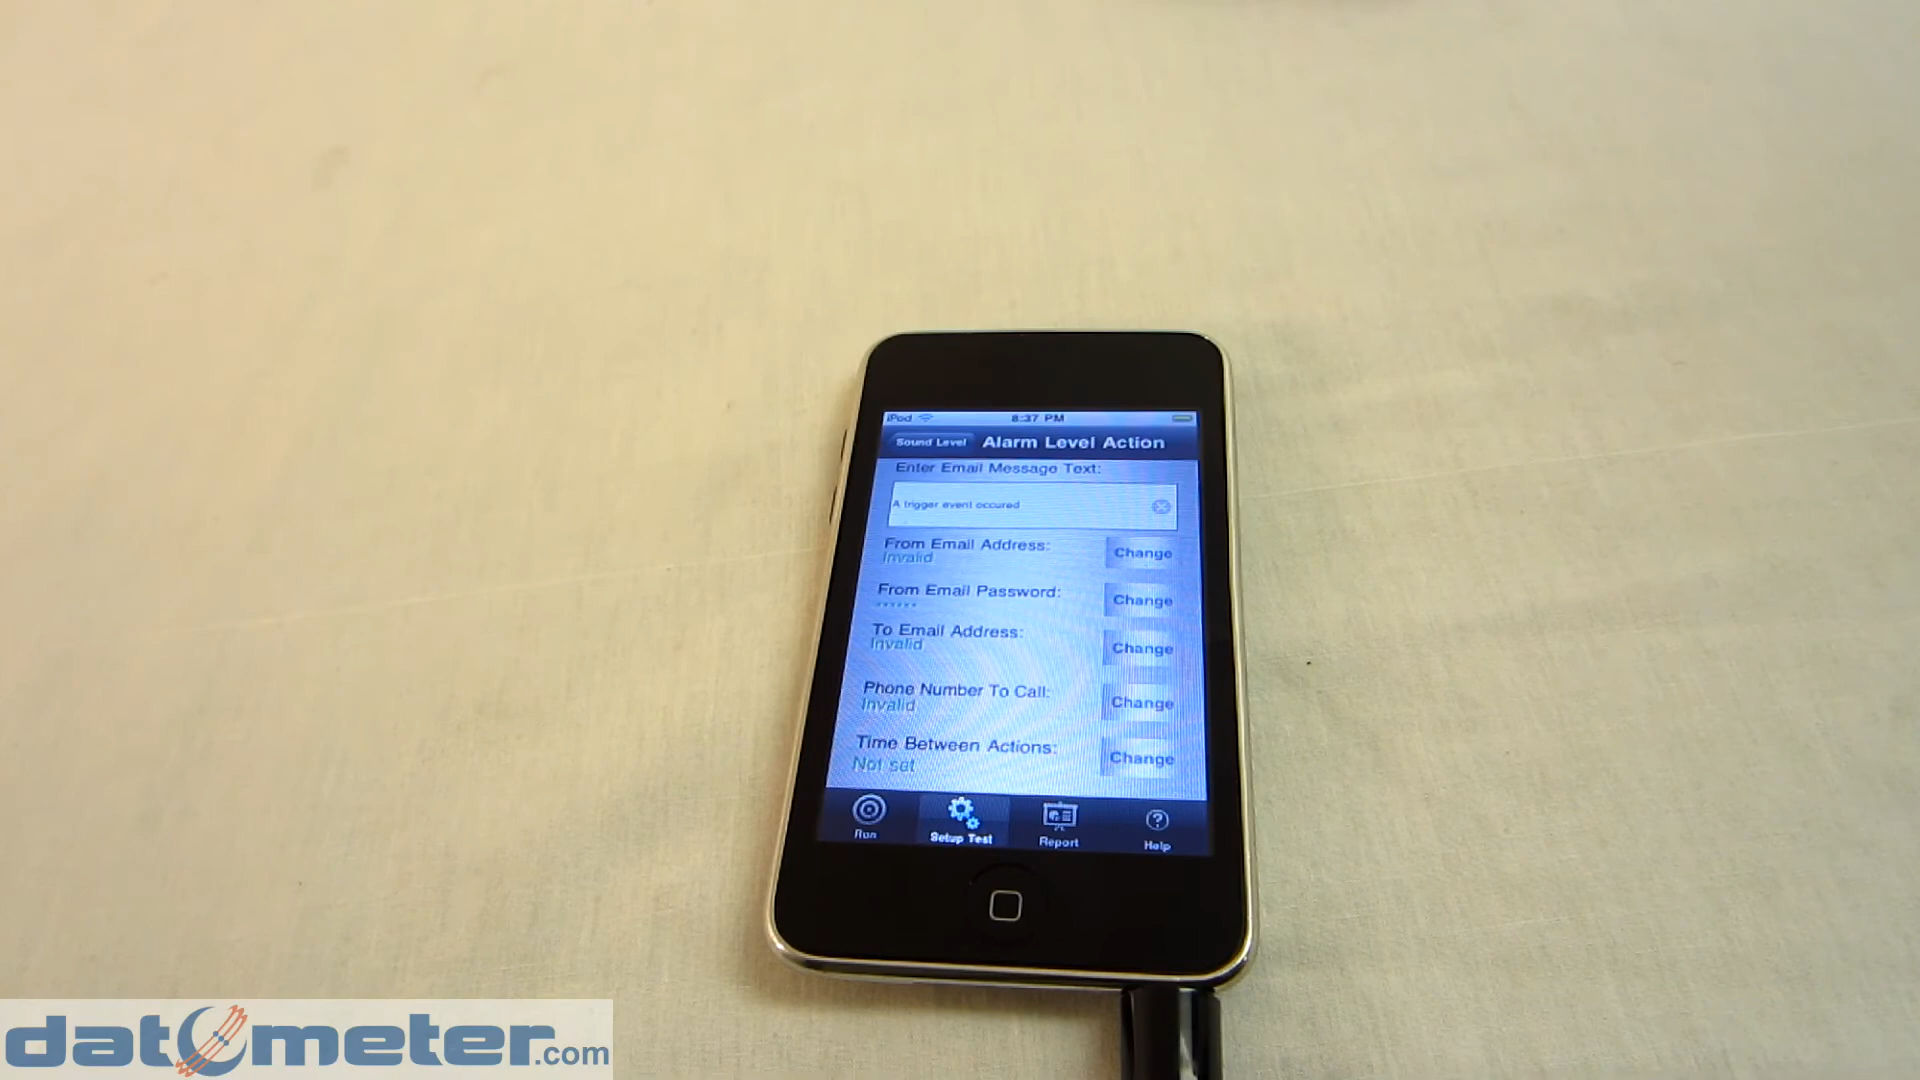 iPod 8:37 PM
Sound Level Alarm Level Action
Enter Email Message Text:
A trigger event occured
From Email Address:
Invalid
Change
From Email Password:
******
Change
To Email Address:
Invalid
Change
Phone Number To Call:
Invalid
Change
Time Between Actions:
Not set
Change
Run Setup Test Report Help
datometer.com